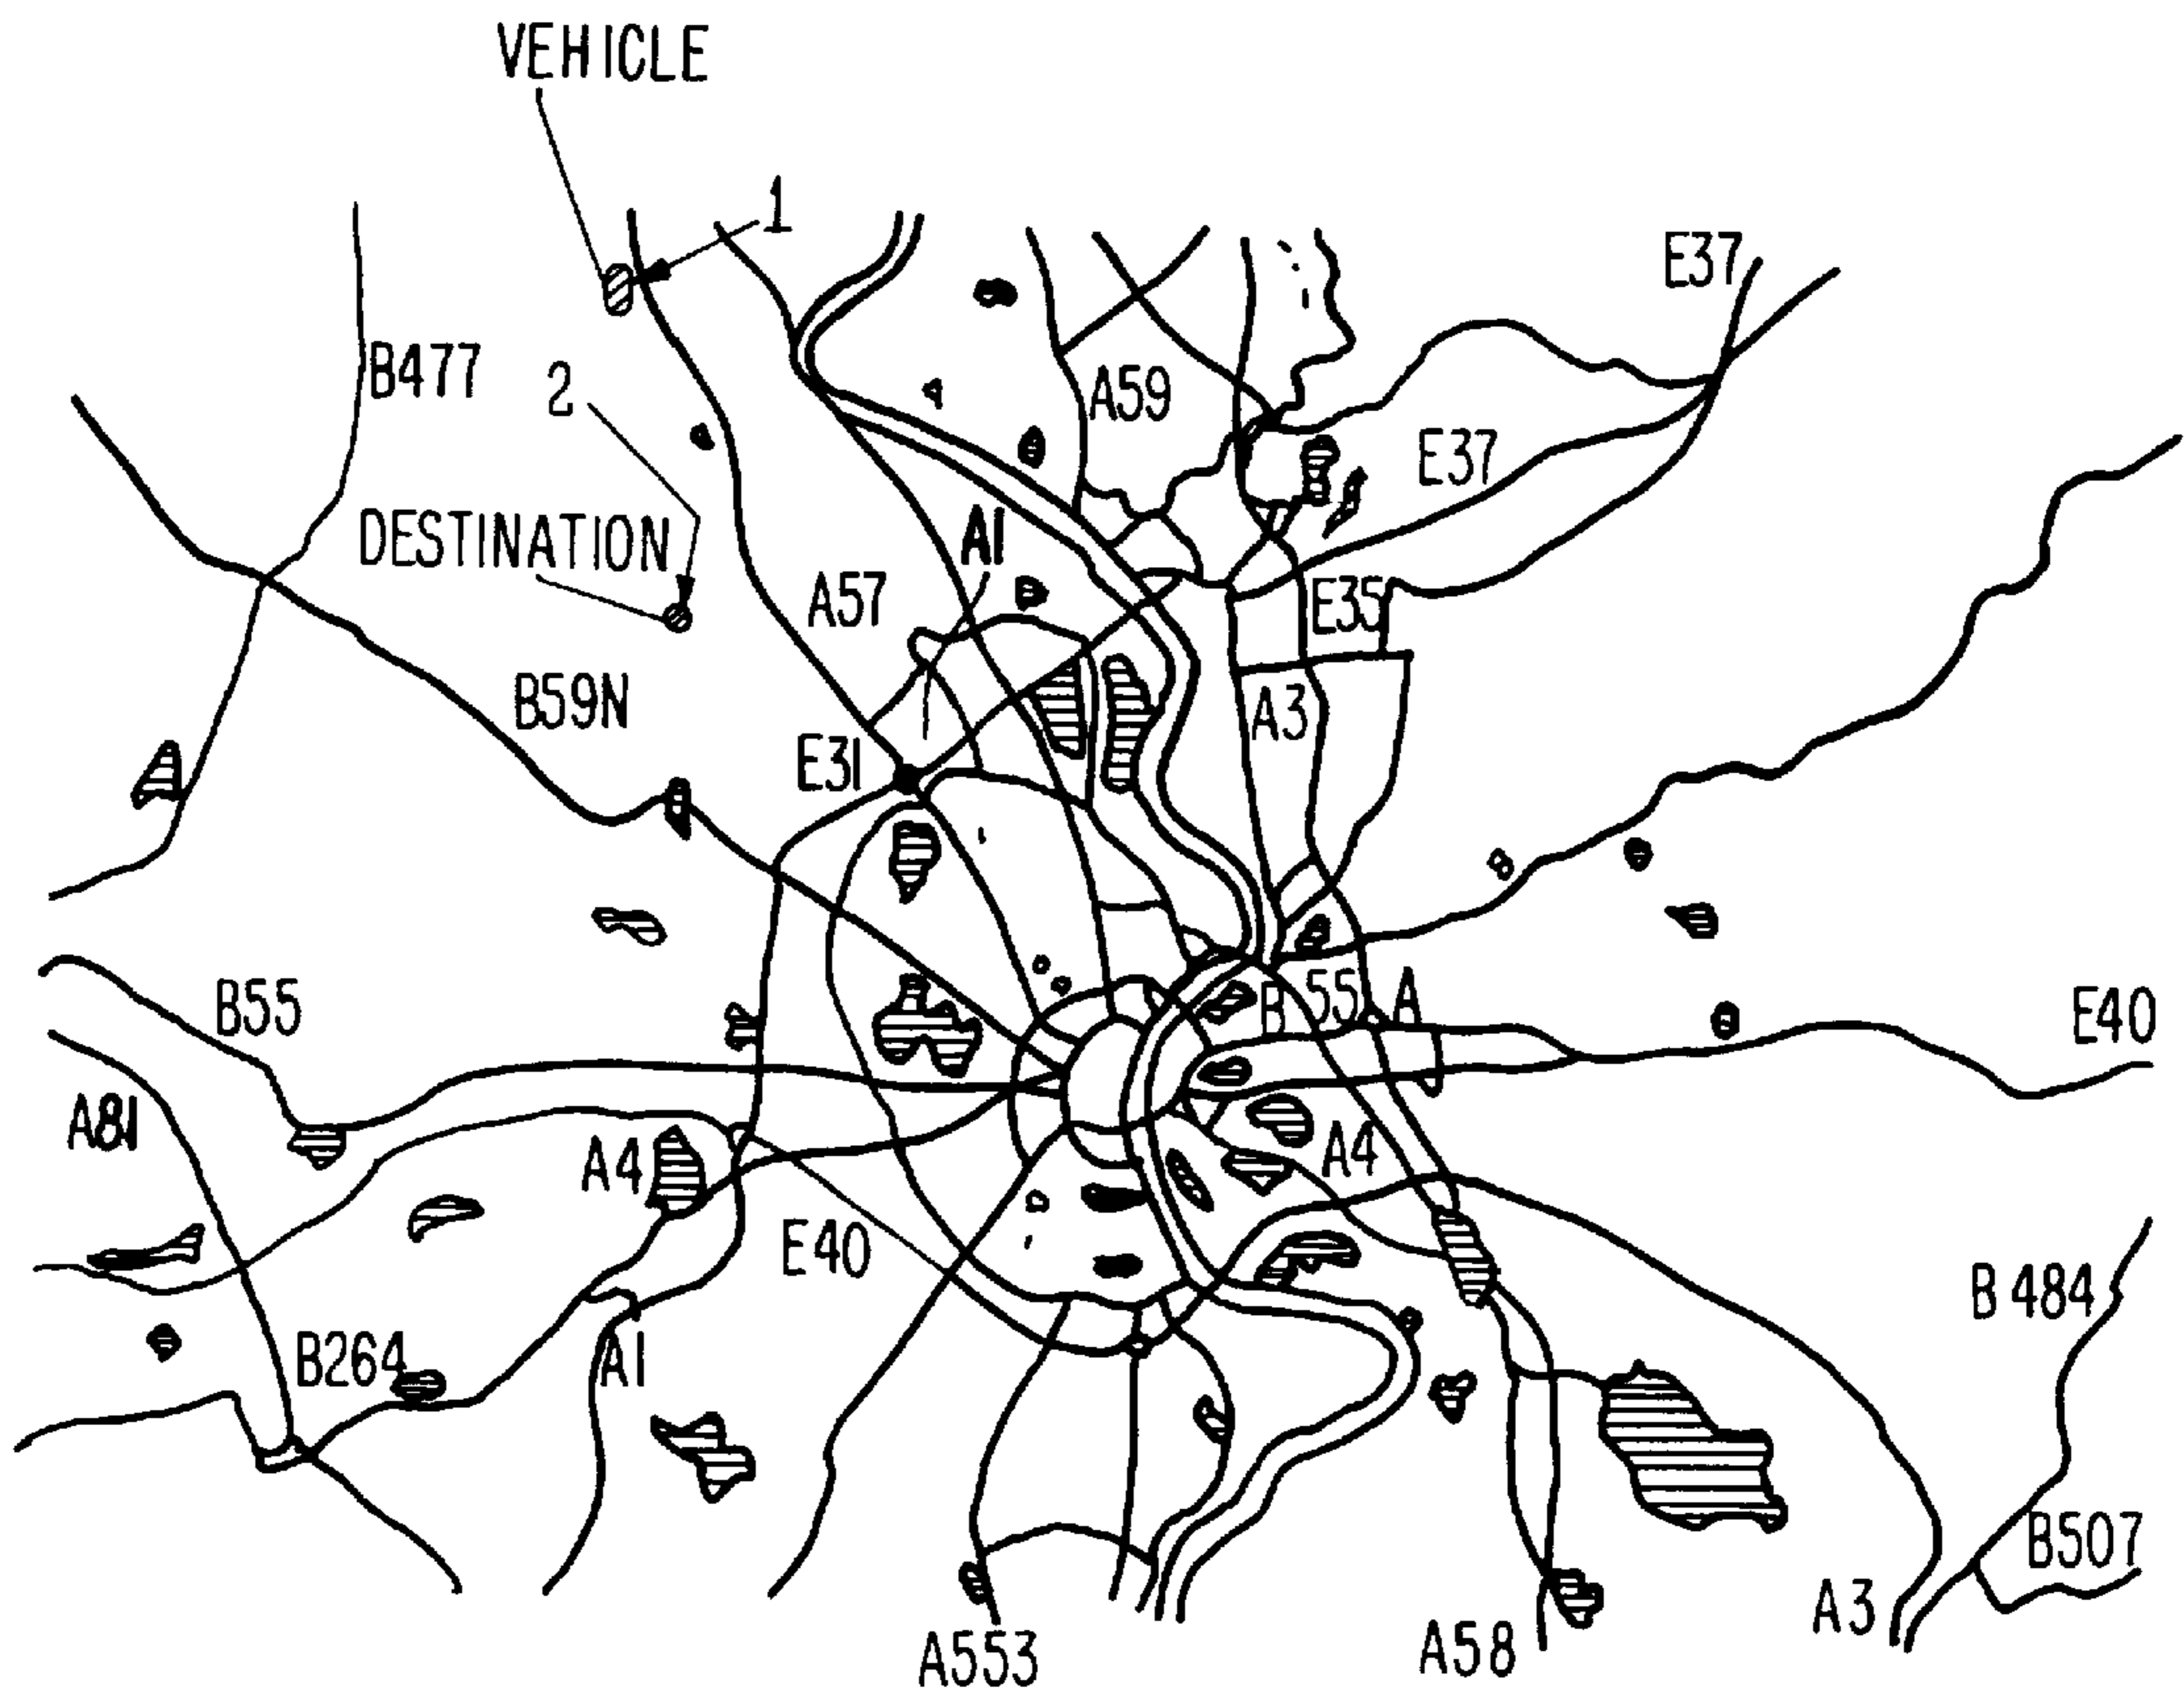 VEHICLE
1
E37
B477
2
A59
E37
DESTINATION
A1
A57
E35
B59N
A3
E31
B55
B 55
A
E40
A81
A4
A4
E40
B 484
B264
A1
B507
A3
A553
A58